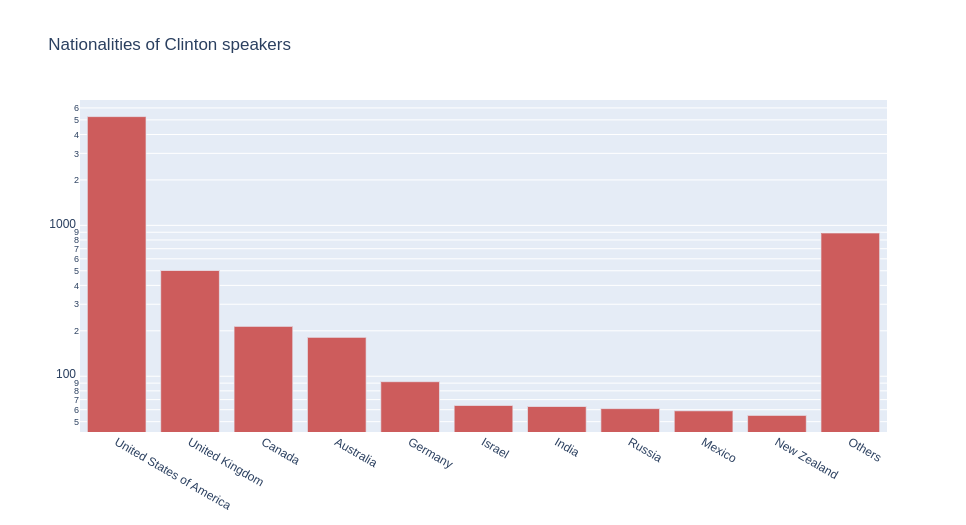 Nationalities of Clinton speakers
6
5
4
3
2
1000
9
8
7
6
5
4
3
2
100
9
8
7
6
5
United States of America
United Kingdom
Canada
Australia
Germany
Israel
India
Russia
Mexico
New Zealand
Others